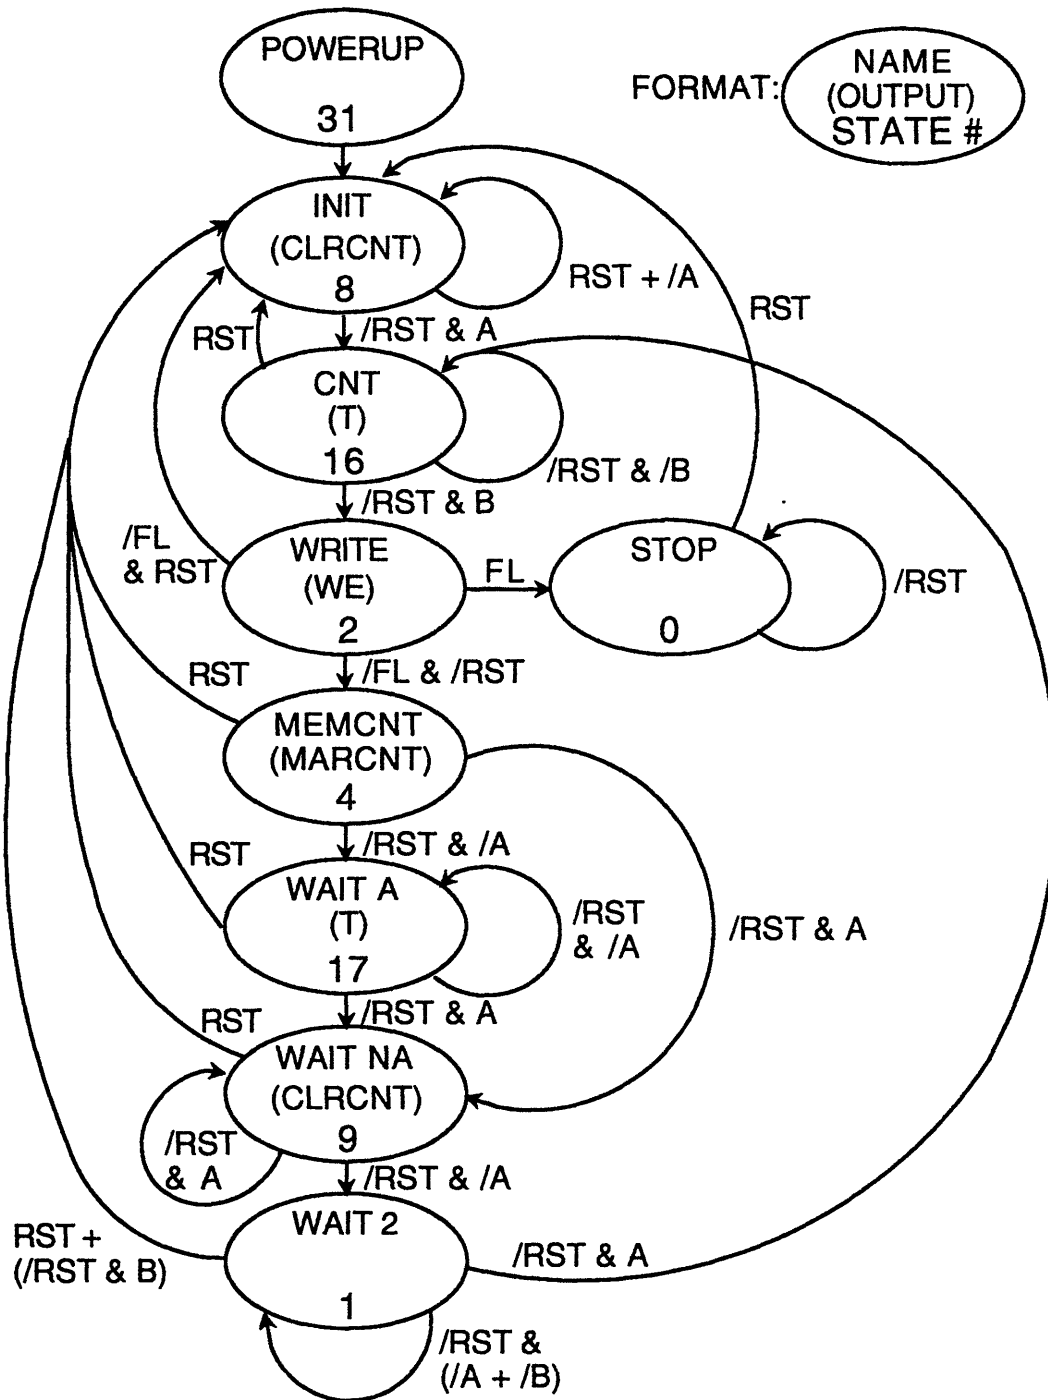 POWERUP
31
FORMAT:
NAME
(OUTPUT)
STATE #
INIT
(CLRCNT)
8
RST + /A
RST
RST
/RST & A
CNT
(T)
16
/RST & /B
/RST & B
/FL
& RST
WRITE
(WE)
2
FL
STOP
0
/RST
/FL & /RST
RST
MEMCNT
(MARCNT)
4
/RST & /A
RST
WAIT A
(T)
17
/RST
& /A
/RST & A
/RST & A
RST
WAIT NA
(CLRCNT)
9
/RST
& A
/RST & /A
WAIT 2
1
RST +
(/RST & B)
/RST & A
/RST &
(/A + /B)